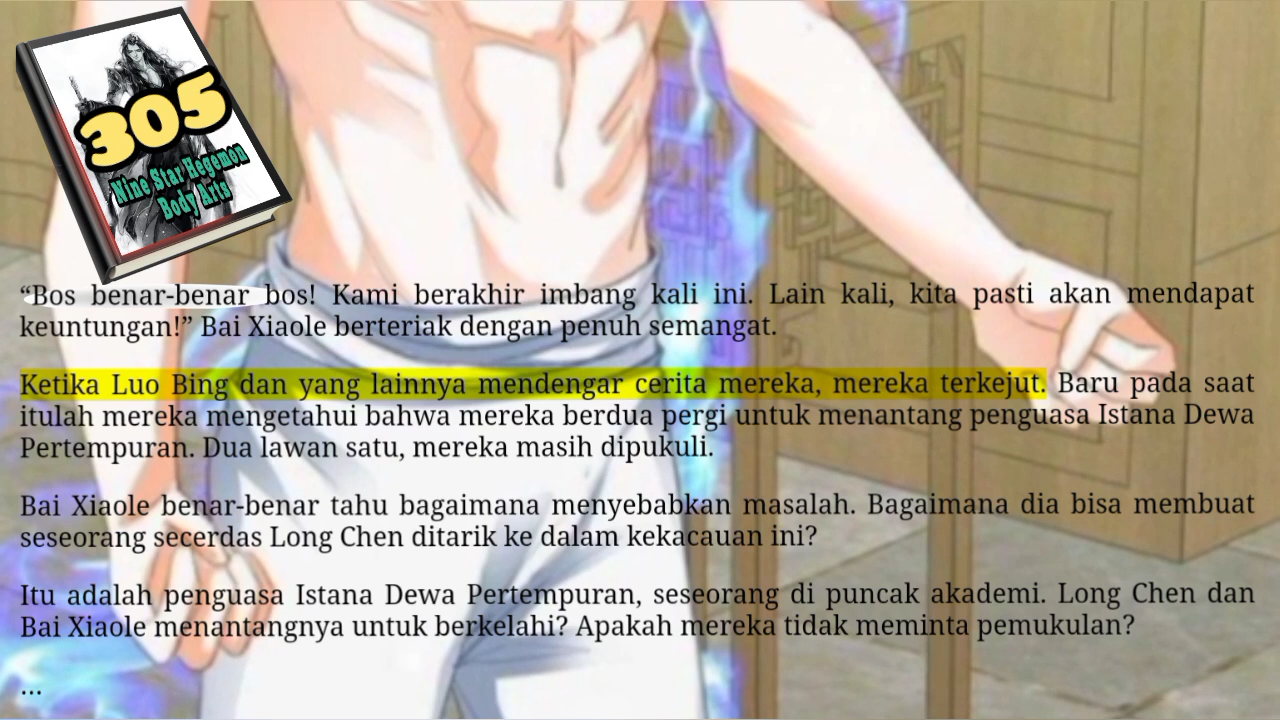 305
Nine Star Hegemon
Body Arts
“Bos benar-benar bos! Kami berakhir imbang kali ini. Lain kali, kita pasti akan mendapat
keuntungan!” Bai Xiaole berteriak dengan penuh semangat.
Ketika Luo Bing dan yang lainnya mendengar cerita mereka, mereka terkejut. Baru pada saat
itulah mereka mengetahui bahwa mereka berdua pergi untuk menantang penguasa Istana Dewa
Pertempuran. Dua lawan satu, mereka masih dipukuli.
Bai Xiaole benar-benar tahu bagaimana menyebabkan masalah. Bagaimana dia bisa membuat
seseorang secerdas Long Chen ditarik ke dalam kekacauan ini?
Itu adalah penguasa Istana Dewa Pertempuran, seseorang di puncak akademi. Long Chen dan
Bai Xiaole menantangnya untuk berkelahi? Apakah mereka tidak meminta pemukulan?
...